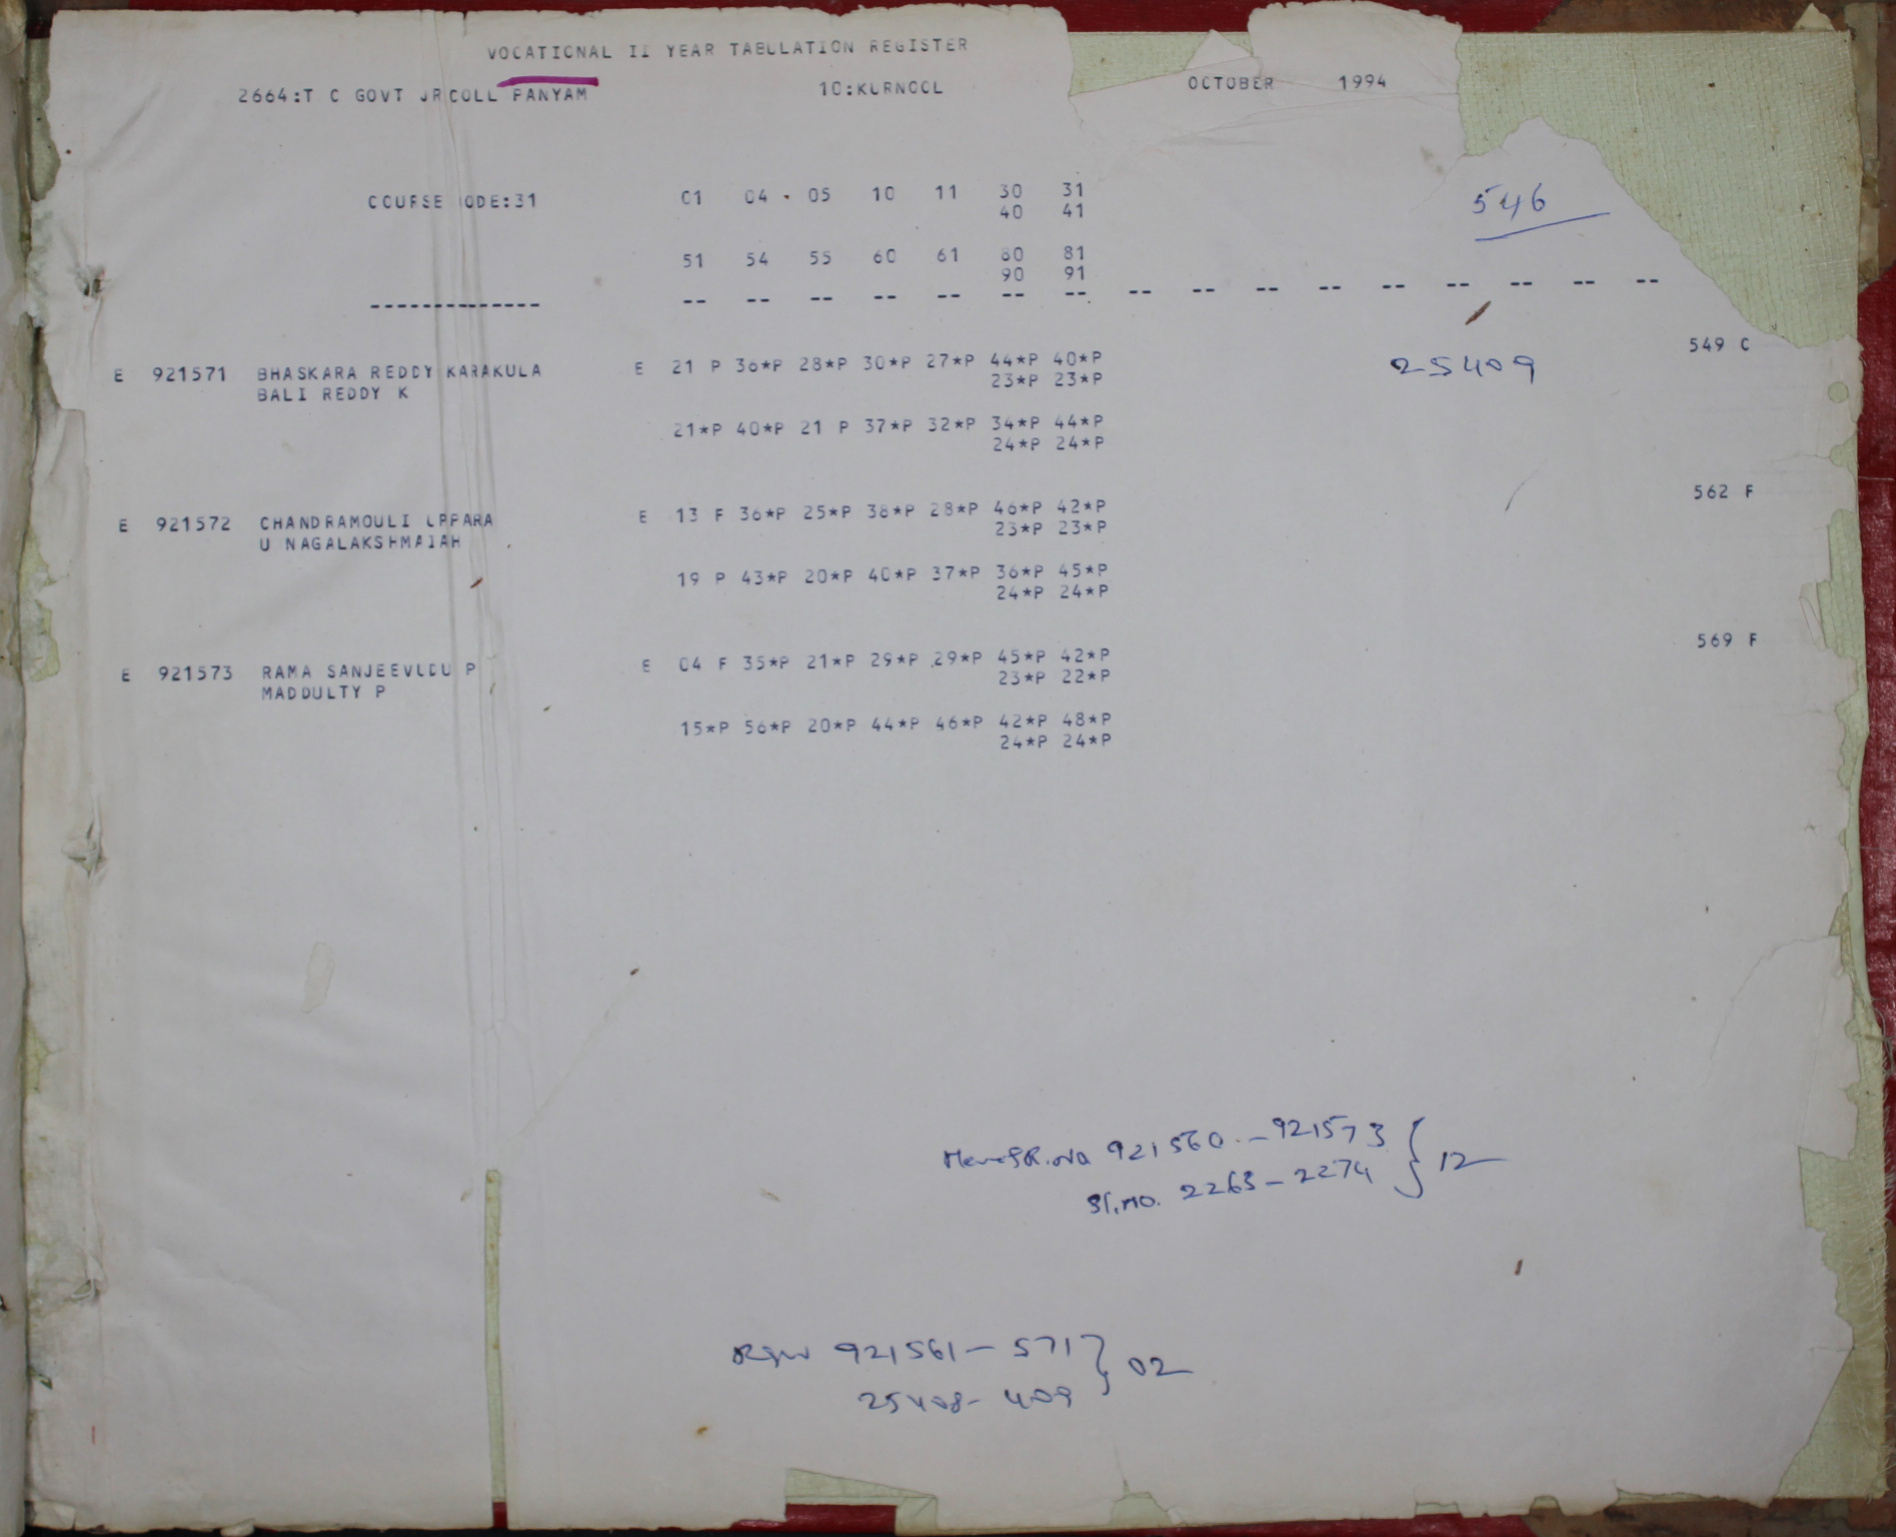 VOCATIONAL II YEAR TABULATION REGISTER
2664:T C GOVT JR COLL PANYAM 10:KURNOOL OCTOBER 1994
COURSE CODE:31 01 04 05 10 11 30 31
40 41
546
51 54 55 60 61 80 81
90 91
------------- -- -- -- -- -- -- -- -- -- -- -- -- -- -- -- --
E 921571 BHASKARA REDDY KARAKULA E 21 P 36*P 28*P 30*P 27*P 44*P 40*P 25409 549 C
BALI REDDY K 23*P 23*P
21*P 40*P 21 P 37*P 32*P 34*P 44*P
24*P 24*P
E 921572 CHANDRAMOULI UPPARA E 13 F 36*P 25*P 38*P 28*P 46*P 42*P 562 F
U NAGALAKSHMAIAH 23*P 23*P
19 P 43*P 20*P 40*P 37*P 36*P 45*P
24*P 24*P
E 921573 RAMA SANJEEVUDU P E 04 F 35*P 21*P 29*P 29*P 45*P 42*P 569 F
MADDULTY P 23*P 22*P
15*P 56*P 20*P 44*P 46*P 42*P 48*P
24*P 24*P
R.No 921560 - 921573 } 12
Sl.no. 2263 - 2274
921561 - 571 } 02
25408 - 409